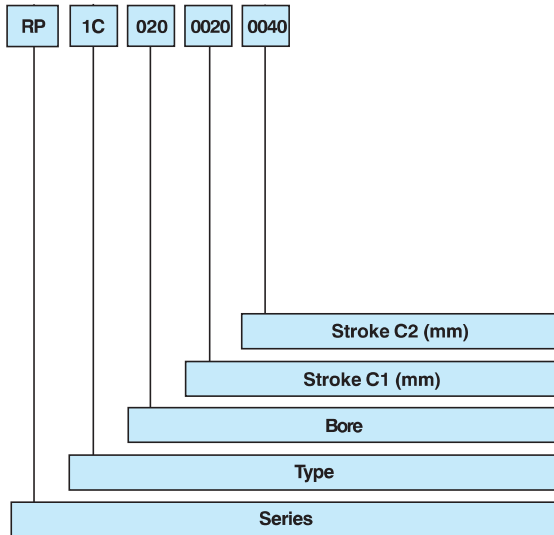 RP 1C 020 0020 0040
Stroke C2 (mm)
Stroke C1 (mm)
Bore
Type
Series